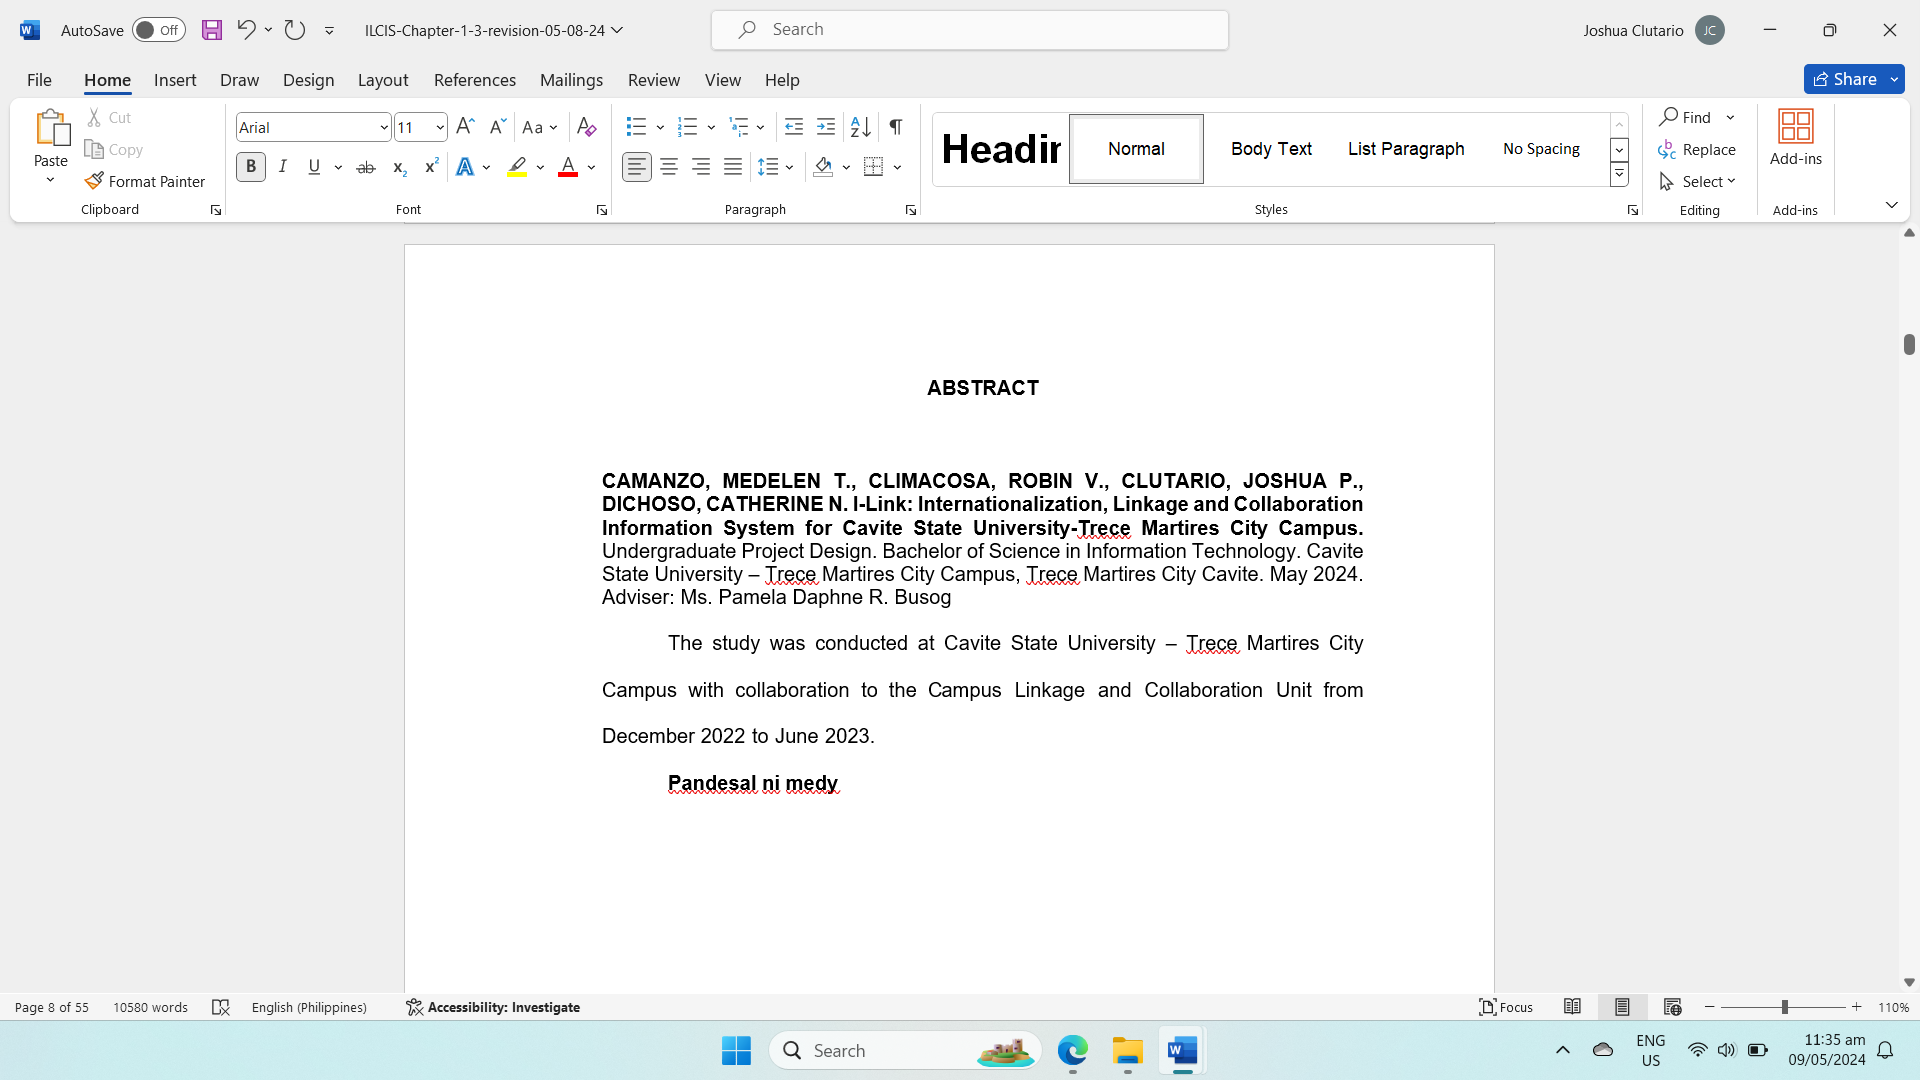 AutoSave Off ILCIS-Chapter-1-3-revision-05-08-24 Search Joshua Clutario JC
File Home Insert Draw Design Layout References Mailings Review View Help Share
Paste Cut Copy Format Painter Clipboard
Arial 11 Aa Font
Paragraph
Headin Normal Body Text List Paragraph No Spacing Styles
Find Replace Select Editing
Add-ins Add-ins
ABSTRACT
CAMANZO, MEDELEN T., CLIMACOSA, ROBIN V., CLUTARIO, JOSHUA P.,
DICHOSO, CATHERINE N. I-Link: Internationalization, Linkage and Collaboration
Information System for Cavite State University-Trece Martires City Campus.
Undergraduate Project Design. Bachelor of Science in Information Technology. Cavite
State University – Trece Martires City Campus, Trece Martires City Cavite. May 2024.
Adviser: Ms. Pamela Daphne R. Busog
The study was conducted at Cavite State University – Trece Martires City
Campus with collaboration to the Campus Linkage and Collaboration Unit from
December 2022 to June 2023.
Pandesal ni medy
Page 8 of 55 10580 words English (Philippines) Accessibility: Investigate Focus 110%
Search ENG US 11:35 am 09/05/2024